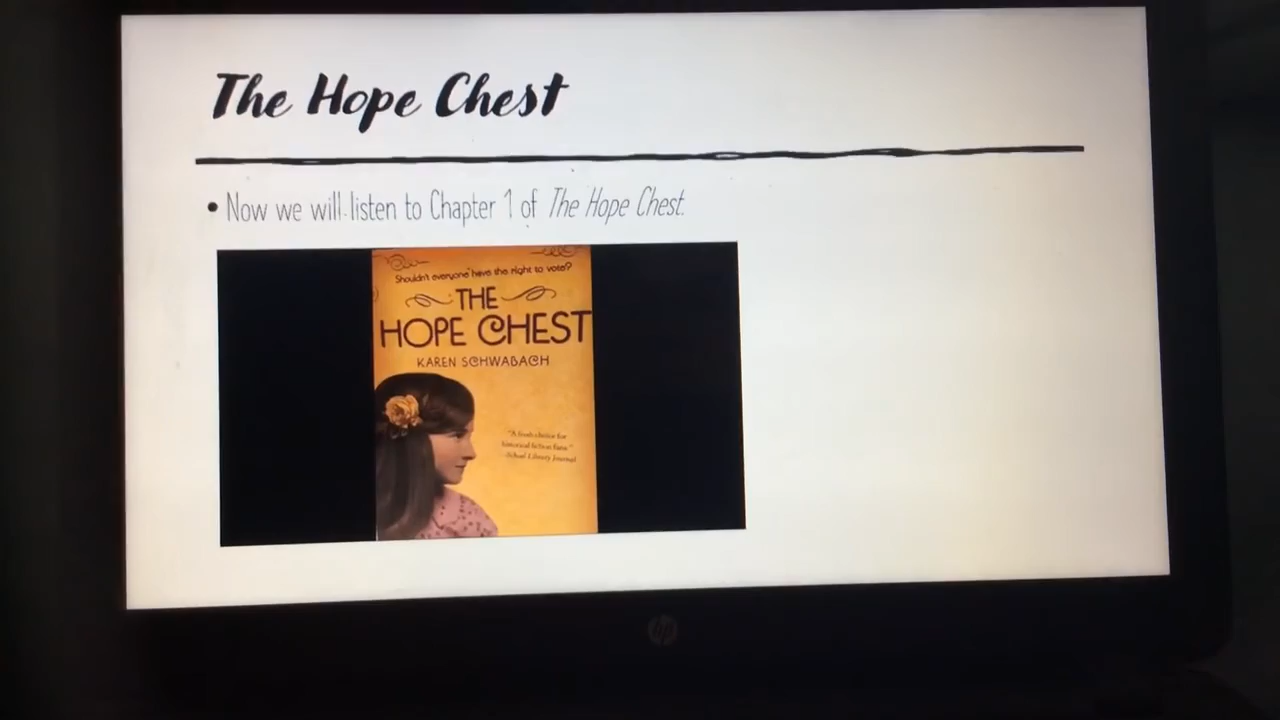 The Hope Chest
• Now we will listen to Chapter 1 of The Hope Chest.
Shouldn't everyone have the right to vote?
THE
HOPE CHEST
KAREN SCHWABACH
"A fresh choice for
historical fiction fans."
-School Library Journal
hp